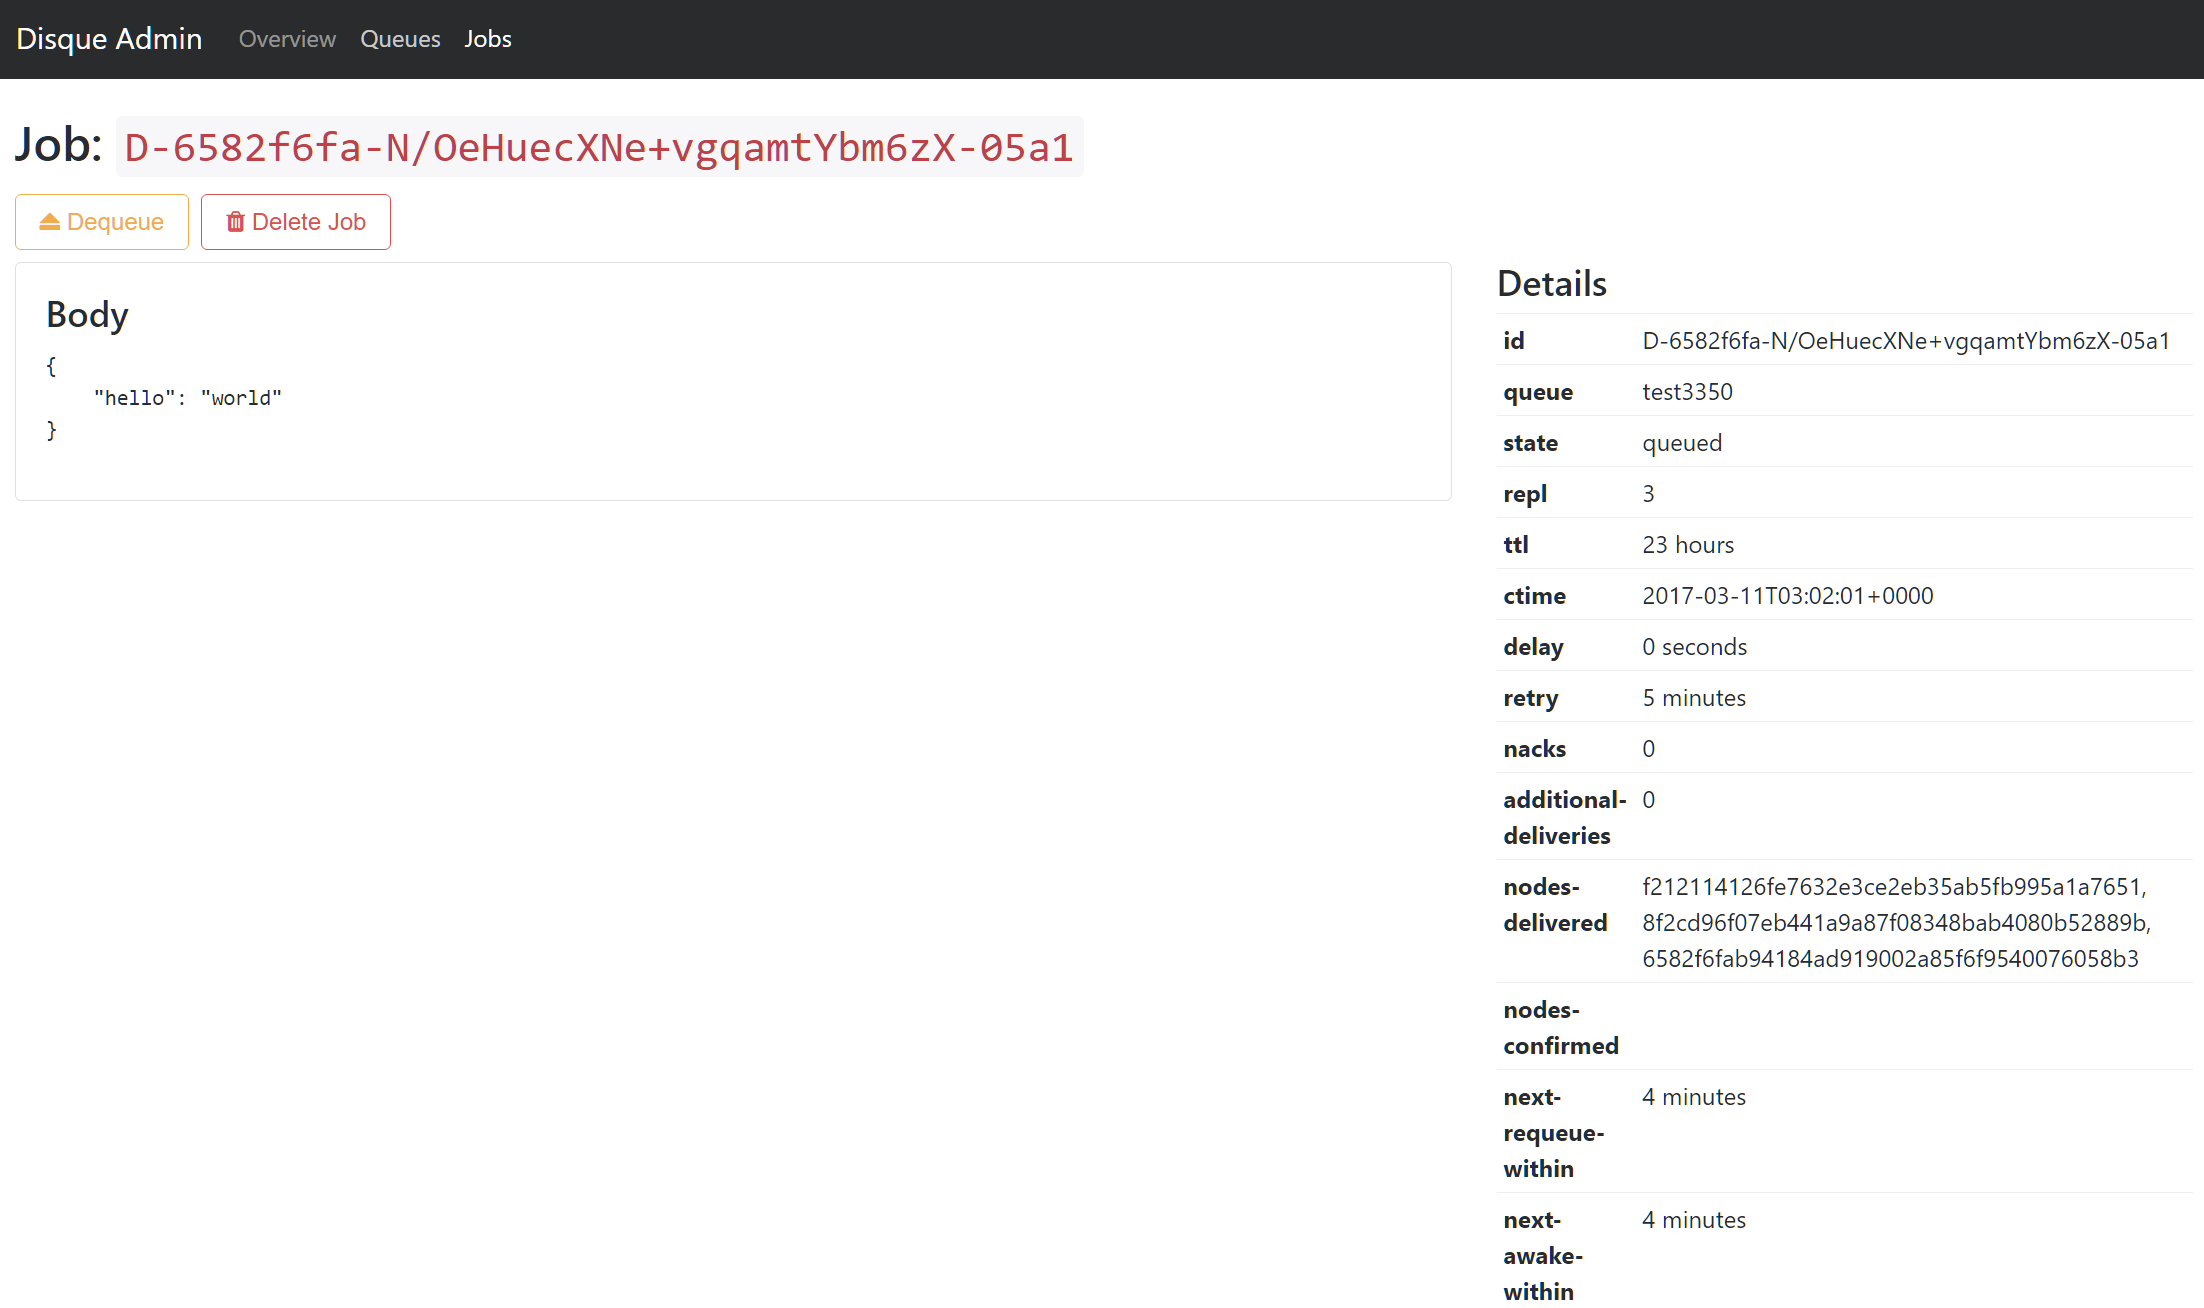 Disque Admin Overview Queues Jobs
Job: D-6582f6fa-N/OeHuecXNe+vgqamtYbm6zX-05a1
Dequeue Delete Job
Body
{
    "hello": "world"
}
Details
id D-6582f6fa-N/OeHuecXNe+vgqamtYbm6zX-05a1
queue test3350
state queued
repl 3
ttl 23 hours
ctime 2017-03-11T03:02:01+0000
delay 0 seconds
retry 5 minutes
nacks 0
additional- 0
deliveries
nodes- f212114126fe7632e3ce2eb35ab5fb995a1a7651,
delivered 8f2cd96f07eb441a9a87f08348bab4080b52889b,
6582f6fab94184ad919002a85f6f9540076058b3
nodes-
confirmed
next- 4 minutes
requeue-
within
next- 4 minutes
awake-
within